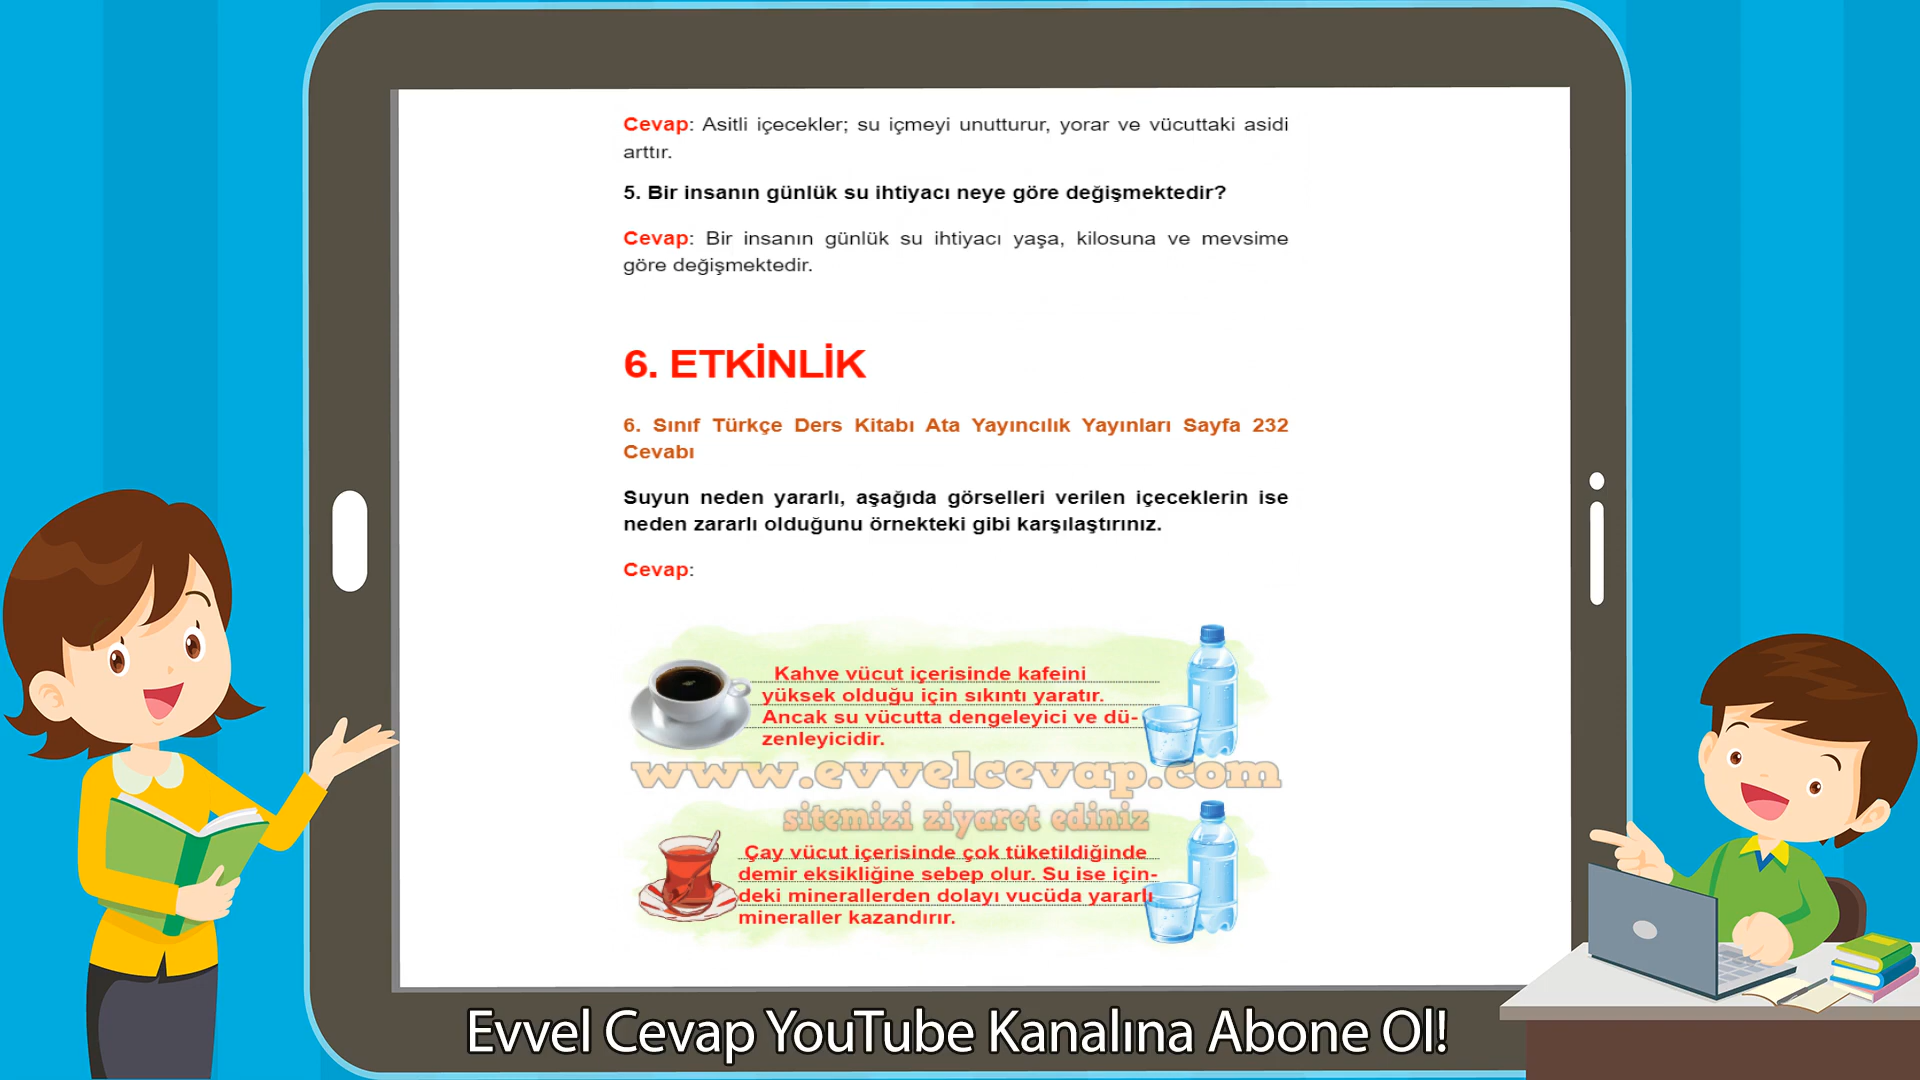 Cevap: Asitli içecekler; su içmeyi unutturur, yorar ve vücuttaki asidi
arttır.
5. Bir insanın günlük su ihtiyacı neye göre değişmektedir?
Cevap: Bir insanın günlük su ihtiyacı yaşa, kilosuna ve mevsime
göre değişmektedir.
6. ETKİNLİK
6. Sınıf Türkçe Ders Kitabı Ata Yayıncılık Yayınları Sayfa 232
Cevabı
Suyun neden yararlı, aşağıda görselleri verilen içeceklerin ise
neden zararlı olduğunu örnekteki gibi karşılaştırınız.
Cevap:
Kahve vücut içerisinde kafeini
yüksek olduğu için sıkıntı yaratır.
Ancak su vücutta dengeleyici ve dü-
zenleyicidir.
www.evvelcevap.com
sitemizi ziyaret ediniz
Çay vücut içerisinde çok tüketildiğinde
demir eksikliğine sebep olur. Su ise için-
deki minerallerden dolayı vucüda yararlı
mineraller kazandırır.
Evvel Cevap YouTube Kanalına Abone Ol!